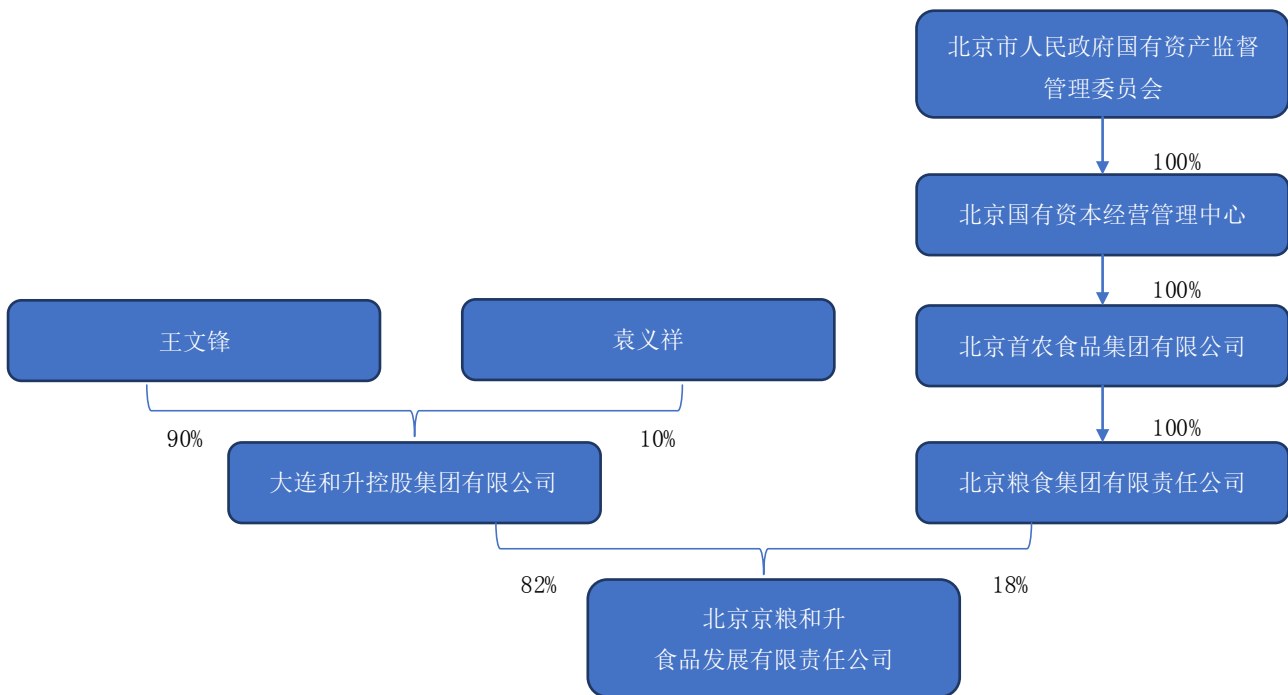 北京市人民政府国有资产监督
管理委员会
100%
北京国有资本经营管理中心
100%
王文锋
袁义祥
北京首农食品集团有限公司
90%
10%
100%
大连和升控股集团有限公司
北京粮食集团有限责任公司
82%
18%
北京京粮和升
食品发展有限责任公司